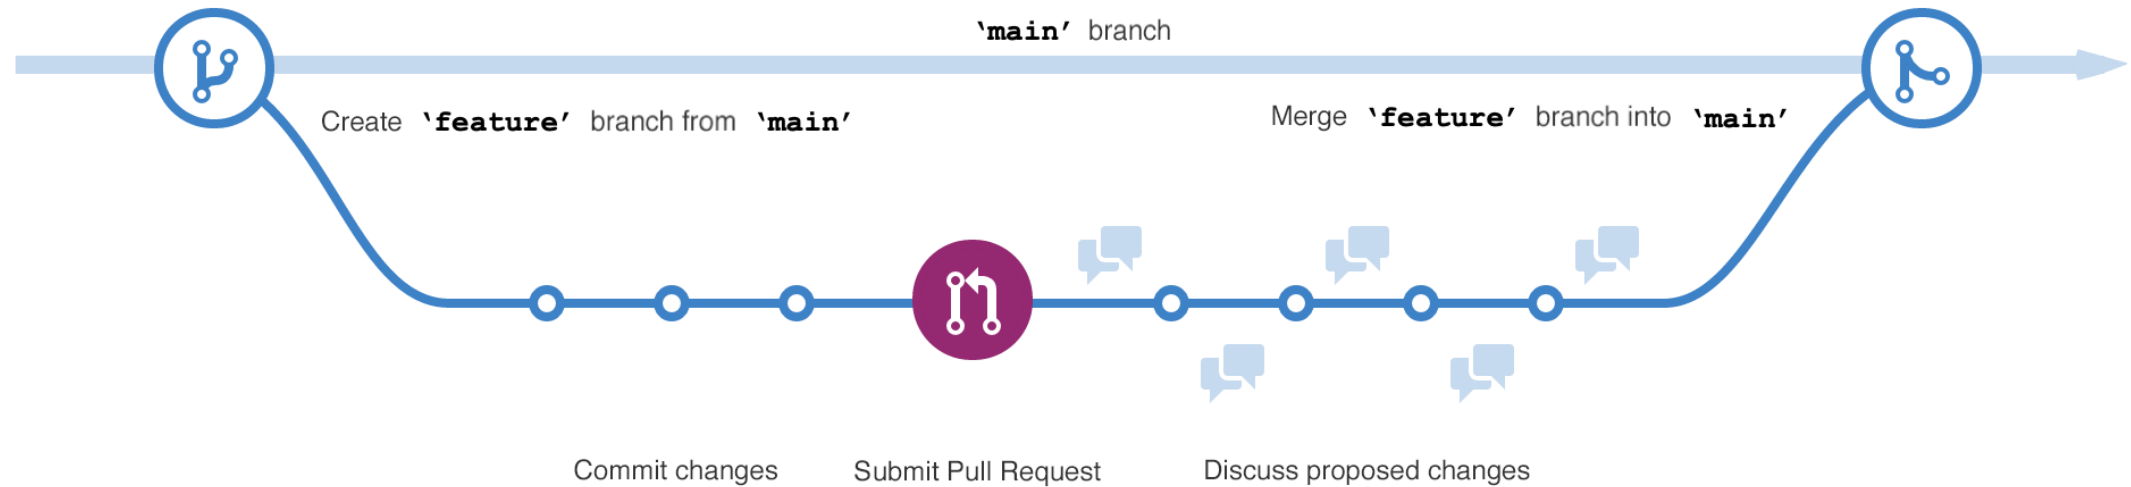 ‘main’ branch
Create ‘feature’ branch from ‘main’
Merge ‘feature’ branch into ‘main’
Commit changes
Submit Pull Request
Discuss proposed changes